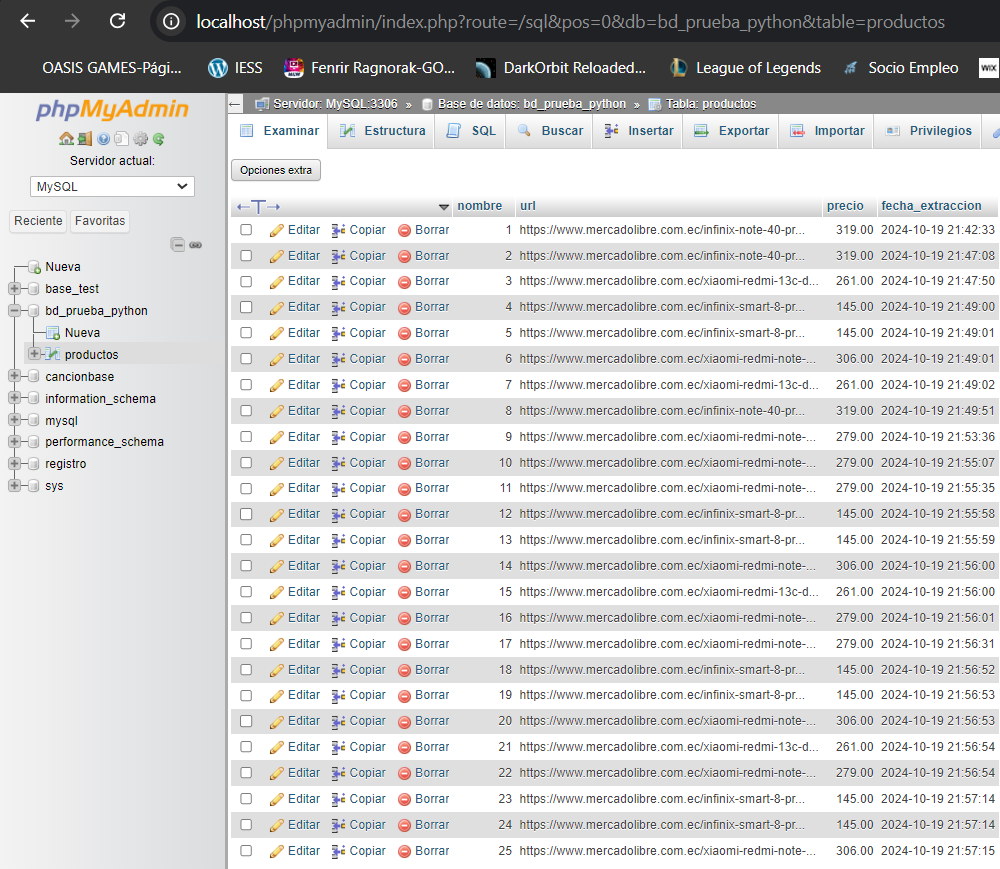 localhost/phpmyadmin/index.php?route=/sql&pos=0&db=bd_prueba_python&table=productos
OASIS GAMES-Pági... IESS Fenrir Ragnorak-GO... DarkOrbit Reloaded... League of Legends Socio Empleo WiX
phpMyAdmin
Servidor actual:
MySQL
Reciente Favoritas
Nueva
base_test
bd_prueba_python
Nueva
productos
cancionbase
information_schema
mysql
performance_schema
registro
sys
Servidor: MySQL:3306 » Base de datos: bd_prueba_python » Tabla: productos
Examinar Estructura SQL Buscar Insertar Exportar Importar Privilegios
Opciones extra
←T→ nombre url precio fecha_extraccion
Editar Copiar Borrar 1 https://www.mercadolibre.com.ec/infinix-note-40-pr... 319.00 2024-10-19 21:42:33
Editar Copiar Borrar 2 https://www.mercadolibre.com.ec/infinix-note-40-pr... 319.00 2024-10-19 21:47:08
Editar Copiar Borrar 3 https://www.mercadolibre.com.ec/xiaomi-redmi-13c-d... 261.00 2024-10-19 21:47:50
Editar Copiar Borrar 4 https://www.mercadolibre.com.ec/infinix-smart-8-pr... 145.00 2024-10-19 21:49:00
Editar Copiar Borrar 5 https://www.mercadolibre.com.ec/infinix-smart-8-pr... 145.00 2024-10-19 21:49:01
Editar Copiar Borrar 6 https://www.mercadolibre.com.ec/xiaomi-redmi-note-... 306.00 2024-10-19 21:49:01
Editar Copiar Borrar 7 https://www.mercadolibre.com.ec/xiaomi-redmi-13c-d... 261.00 2024-10-19 21:49:02
Editar Copiar Borrar 8 https://www.mercadolibre.com.ec/infinix-note-40-pr... 319.00 2024-10-19 21:49:51
Editar Copiar Borrar 9 https://www.mercadolibre.com.ec/xiaomi-redmi-note-... 279.00 2024-10-19 21:53:36
Editar Copiar Borrar 10 https://www.mercadolibre.com.ec/xiaomi-redmi-note-... 279.00 2024-10-19 21:55:07
Editar Copiar Borrar 11 https://www.mercadolibre.com.ec/xiaomi-redmi-note-... 279.00 2024-10-19 21:55:35
Editar Copiar Borrar 12 https://www.mercadolibre.com.ec/infinix-smart-8-pr... 145.00 2024-10-19 21:55:58
Editar Copiar Borrar 13 https://www.mercadolibre.com.ec/infinix-smart-8-pr... 145.00 2024-10-19 21:55:59
Editar Copiar Borrar 14 https://www.mercadolibre.com.ec/xiaomi-redmi-note-... 306.00 2024-10-19 21:56:00
Editar Copiar Borrar 15 https://www.mercadolibre.com.ec/xiaomi-redmi-13c-d... 261.00 2024-10-19 21:56:00
Editar Copiar Borrar 16 https://www.mercadolibre.com.ec/xiaomi-redmi-note-... 279.00 2024-10-19 21:56:01
Editar Copiar Borrar 17 https://www.mercadolibre.com.ec/xiaomi-redmi-note-... 279.00 2024-10-19 21:56:31
Editar Copiar Borrar 18 https://www.mercadolibre.com.ec/infinix-smart-8-pr... 145.00 2024-10-19 21:56:52
Editar Copiar Borrar 19 https://www.mercadolibre.com.ec/infinix-smart-8-pr... 145.00 2024-10-19 21:56:53
Editar Copiar Borrar 20 https://www.mercadolibre.com.ec/xiaomi-redmi-note-... 306.00 2024-10-19 21:56:53
Editar Copiar Borrar 21 https://www.mercadolibre.com.ec/xiaomi-redmi-13c-d... 261.00 2024-10-19 21:56:54
Editar Copiar Borrar 22 https://www.mercadolibre.com.ec/xiaomi-redmi-note-... 279.00 2024-10-19 21:56:54
Editar Copiar Borrar 23 https://www.mercadolibre.com.ec/infinix-smart-8-pr... 145.00 2024-10-19 21:57:14
Editar Copiar Borrar 24 https://www.mercadolibre.com.ec/infinix-smart-8-pr... 145.00 2024-10-19 21:57:14
Editar Copiar Borrar 25 https://www.mercadolibre.com.ec/xiaomi-redmi-note-... 306.00 2024-10-19 21:57:15